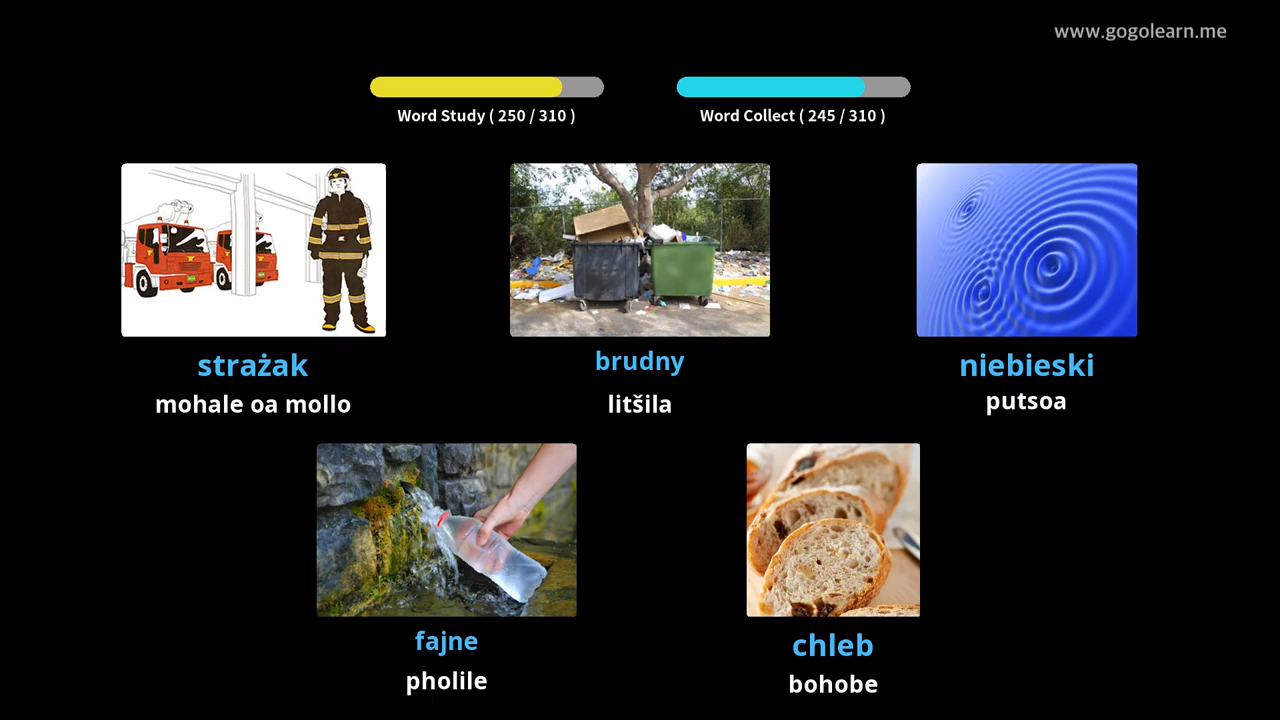 www.gogolearn.me
Word Study ( 250 / 310 )
Word Collect ( 245 / 310 )
strażak
mohale oa mollo
brudny
litšila
niebieski
putsoa
fajne
pholile
chleb
bohobe